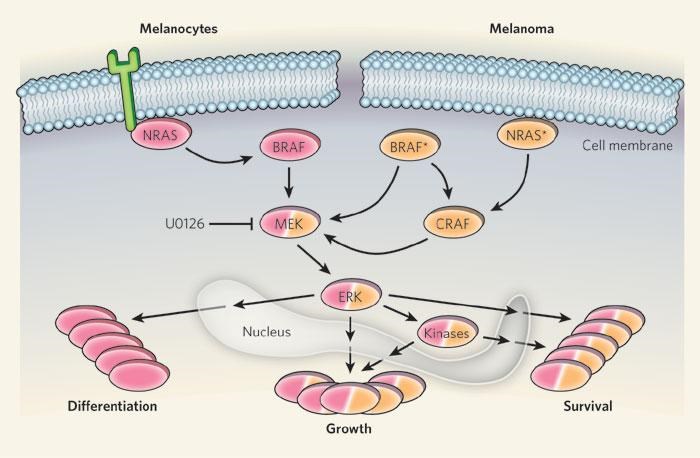 Melanocytes
Melanoma
NRAS
BRAF
BRAF*
NRAS*
Cell membrane
U0126
MEK
CRAF
ERK
Nucleus
Kinases
Differentiation
Growth
Survival